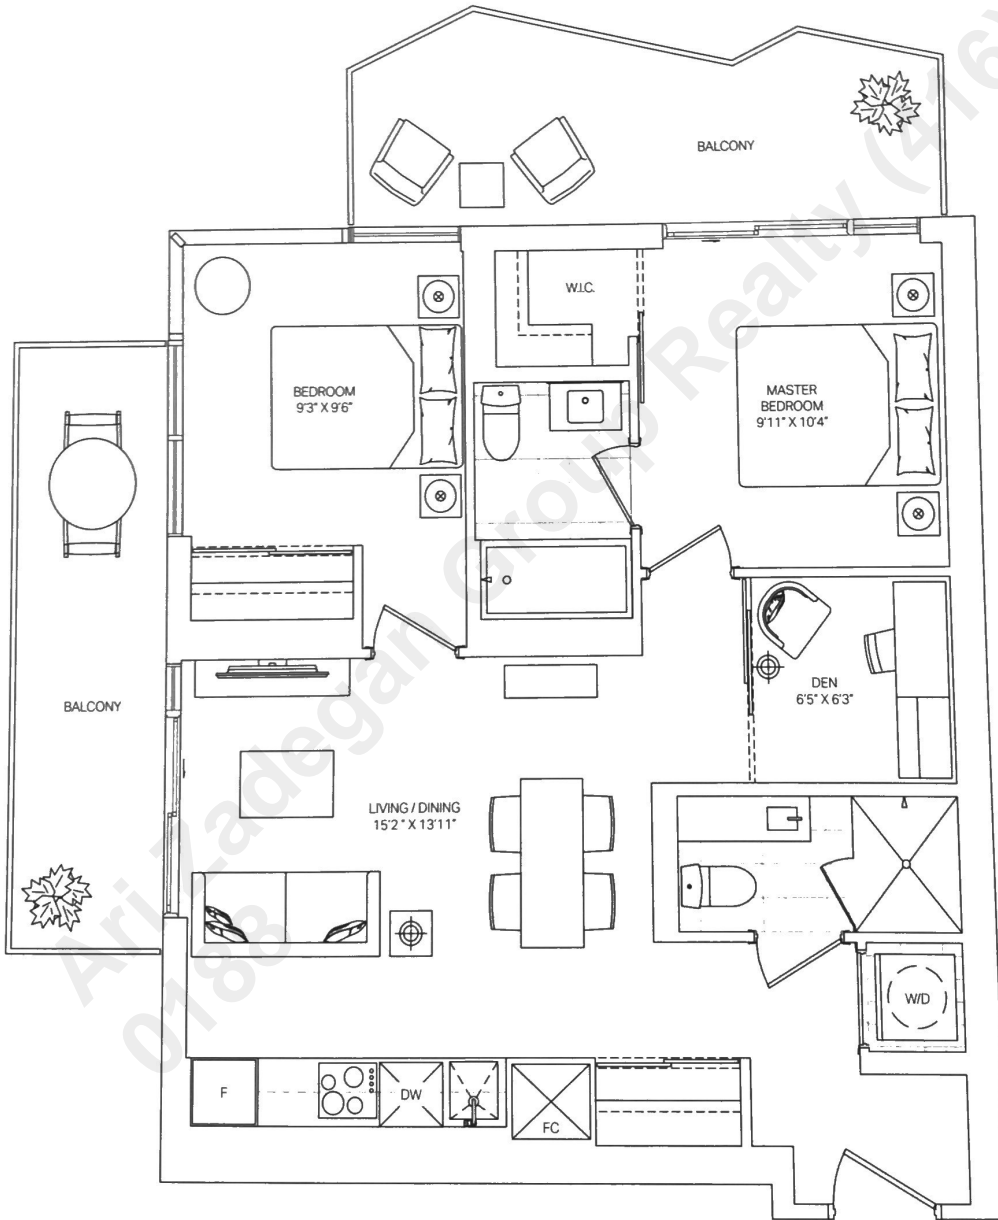 BALCONY
W.I.C.
BEDROOM
9'3" X 9'6"
MASTER
BEDROOM
9'11" X 10'4"
BALCONY
DEN
6'5" X 6'3"
LIVING / DINING
15'2" X 13'11"
W/D
F
DW
FC
Ari Zadegan Group Realty (416)
0188